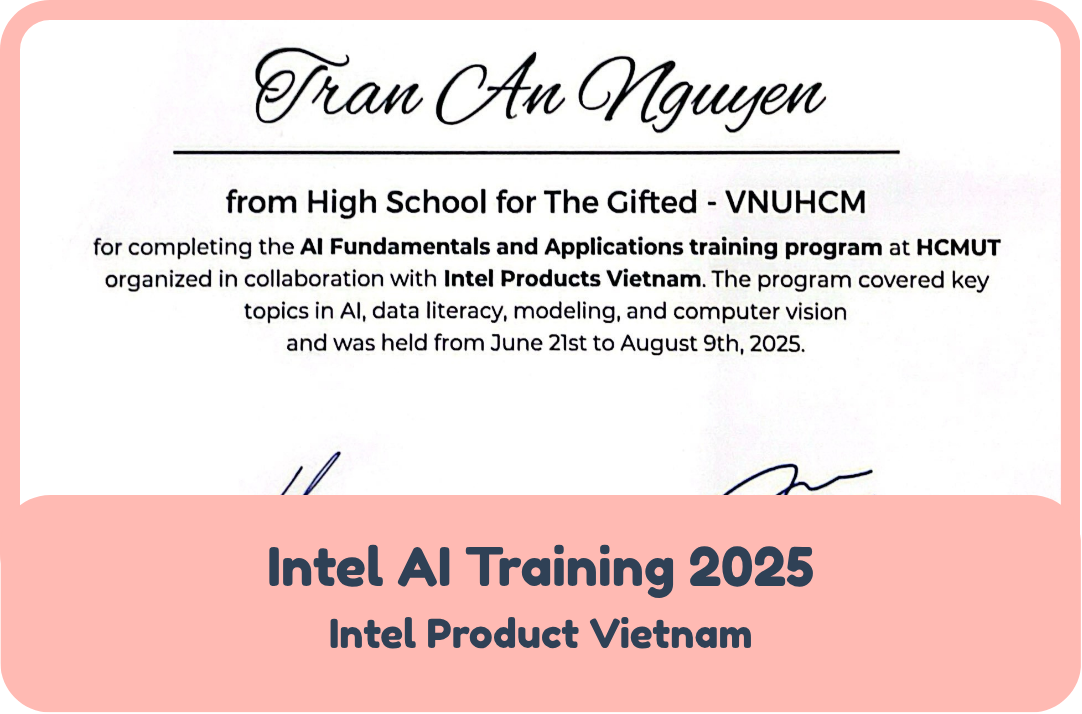 Tran An Nguyen
from High School for The Gifted - VNUHCM
for completing the AI Fundamentals and Applications training program at HCMUT
organized in collaboration with Intel Products Vietnam. The program covered key
topics in AI, data literacy, modeling, and computer vision
and was held from June 21st to August 9th, 2025.
Intel AI Training 2025
Intel Product Vietnam